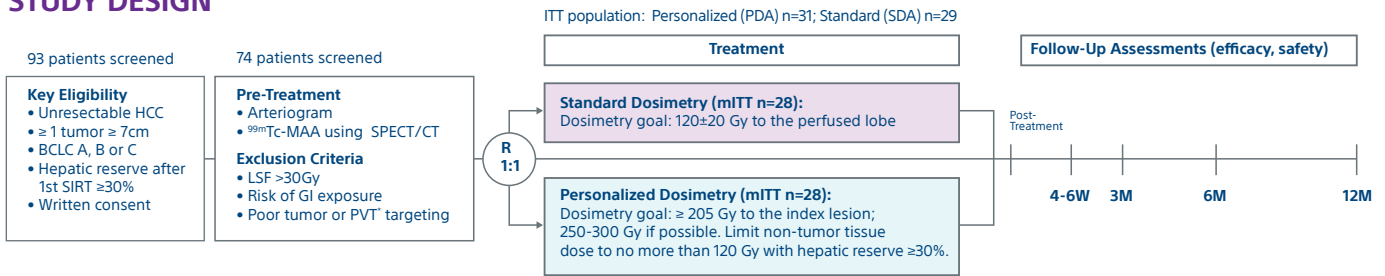 STUDY DESIGN
ITT population: Personalized (PDA) n=31; Standard (SDA) n=29
93 patients screened
Key Eligibility
• Unresectable HCC
• ≥ 1 tumor ≥ 7cm
• BCLC A, B or C
• Hepatic reserve after
1st SIRT ≥30%
• Written consent
74 patients screened
Pre-Treatment
• Arteriogram
• 99mTc-MAA using SPECT/CT
Exclusion Criteria
• LSF >30Gy
• Risk of GI exposure
• Poor tumor or PVT* targeting
R
1:1
Treatment
Standard Dosimetry (mITT n=28):
Dosimetry goal: 120±20 Gy to the perfused lobe
Personalized Dosimetry (mITT n=28):
Dosimetry goal: ≥ 205 Gy to the index lesion;
250-300 Gy if possible. Limit non-tumor tissue
dose to no more than 120 Gy with hepatic reserve ≥30%.
Follow-Up Assessments (efficacy, safety)
Post-
Treatment
4-6W 3M 6M 12M